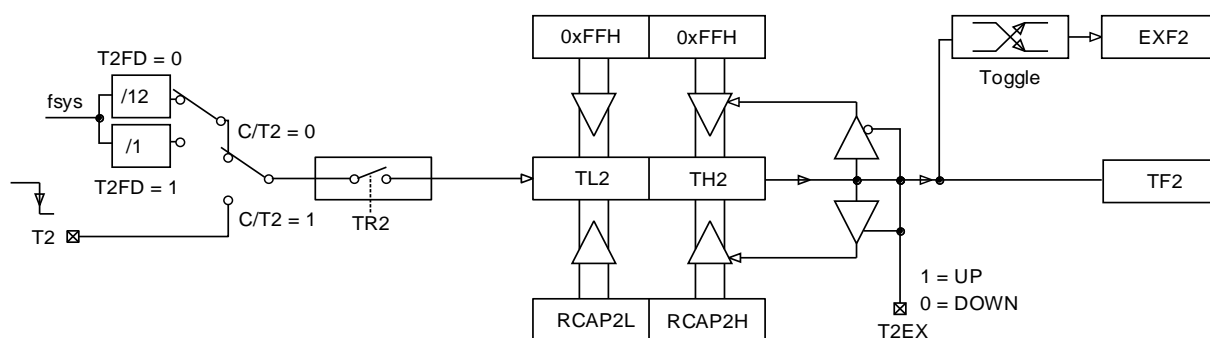 0xFFH 0xFFH EXF2
T2FD = 0
Toggle
/12
fsys
C/T2 = 0
/1
TL2 TH2 TF2
T2FD = 1
C/T2 = 1
TR2
T2
1 = UP
0 = DOWN
RCAP2L RCAP2H
T2EX